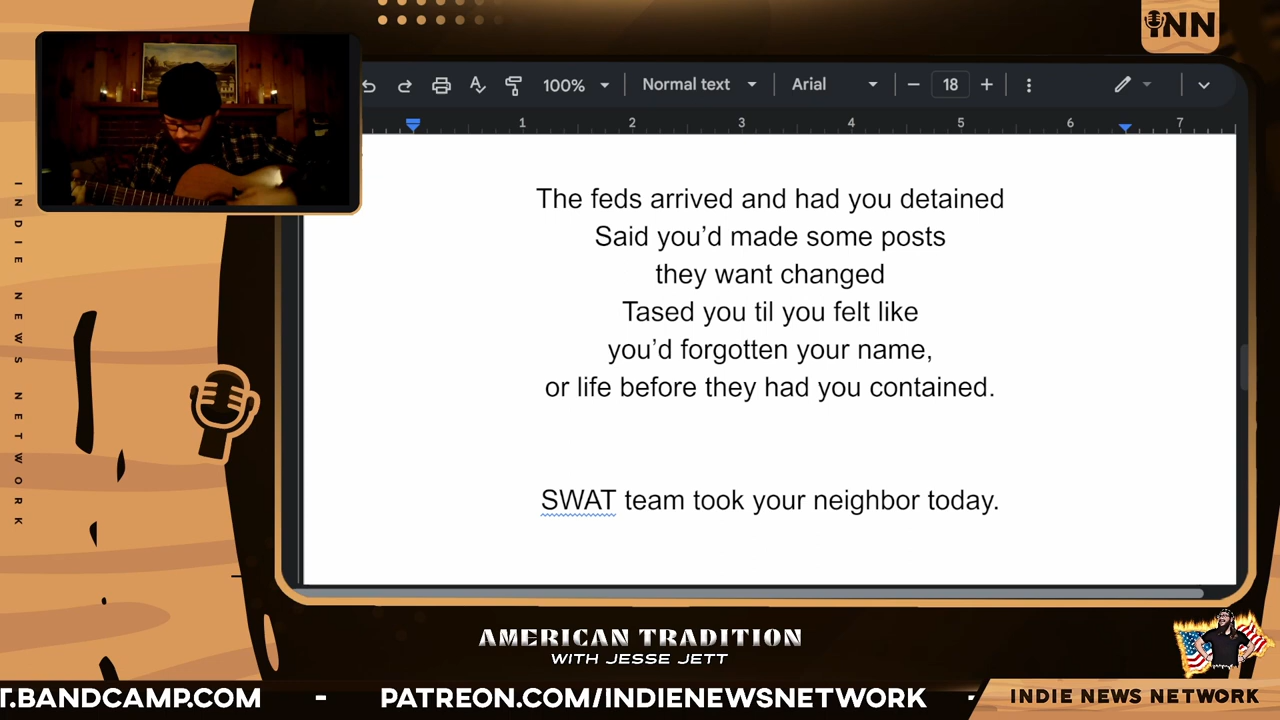 INN
100%
Normal text
Arial
18
1 2 3 4 5 6 7
The feds arrived and had you detained
Said you’d made some posts
they want changed
Tased you til you felt like
you’d forgotten your name,
or life before they had you contained.
SWAT team took your neighbor today.
INDIE NEWS NETWORK
AMERICAN TRADITION
WITH JESSE JETT
T.BANDCAMP.COM - PATREON.COM/INDIENEWSNETWORK -
INDIE NEWS NETWORK